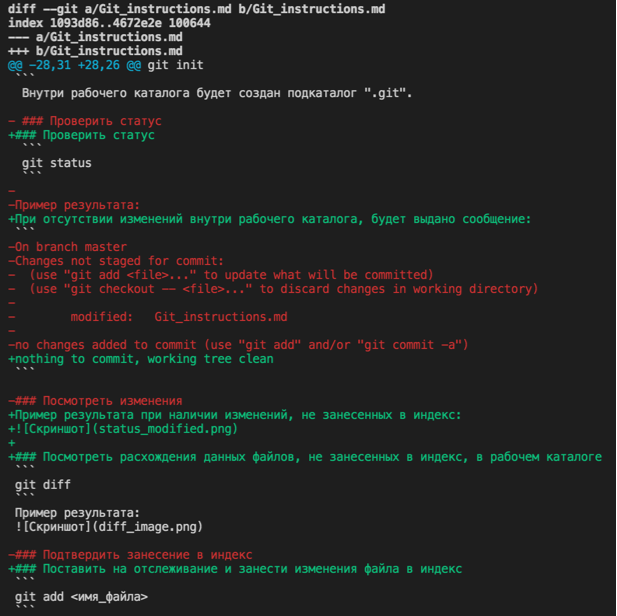 diff --git a/Git_instructions.md b/Git_instructions.md
index 1093d86..4672e2e 100644
--- a/Git_instructions.md
+++ b/Git_instructions.md
@@ -28,31 +28,26 @@ git init
 ```
  Внутри рабочего каталога будет создан подкаталог ".git".

- ### Проверить статус
+### Проверить статус
  ```
  git status
  ```
-
-Пример результата:
+При отсутствии изменений внутри рабочего каталога, будет выдано сообщение:
 ```
-On branch master
-Changes not staged for commit:
-  (use "git add <file>..." to update what will be committed)
-  (use "git checkout -- <file>..." to discard changes in working directory)
-
-       modified:   Git_instructions.md
-
-no changes added to commit (use "git add" and/or "git commit -a")
+nothing to commit, working tree clean
 ```

-### Посмотреть изменения
+Пример результата при наличии изменений, не занесенных в индекс:
+![Скриншот](status_modified.png)
+
+### Посмотреть расхождения данных файлов, не занесенных в индекс, в рабочем каталоге
 ```
 git diff
 ```
 Пример результата:
 ![Скриншот](diff_image.png)

-### Подтвердить занесение в индекс
+### Поставить на отслеживание и занести изменения файла в индекс
 ```
 git add <имя_файла>
 ```